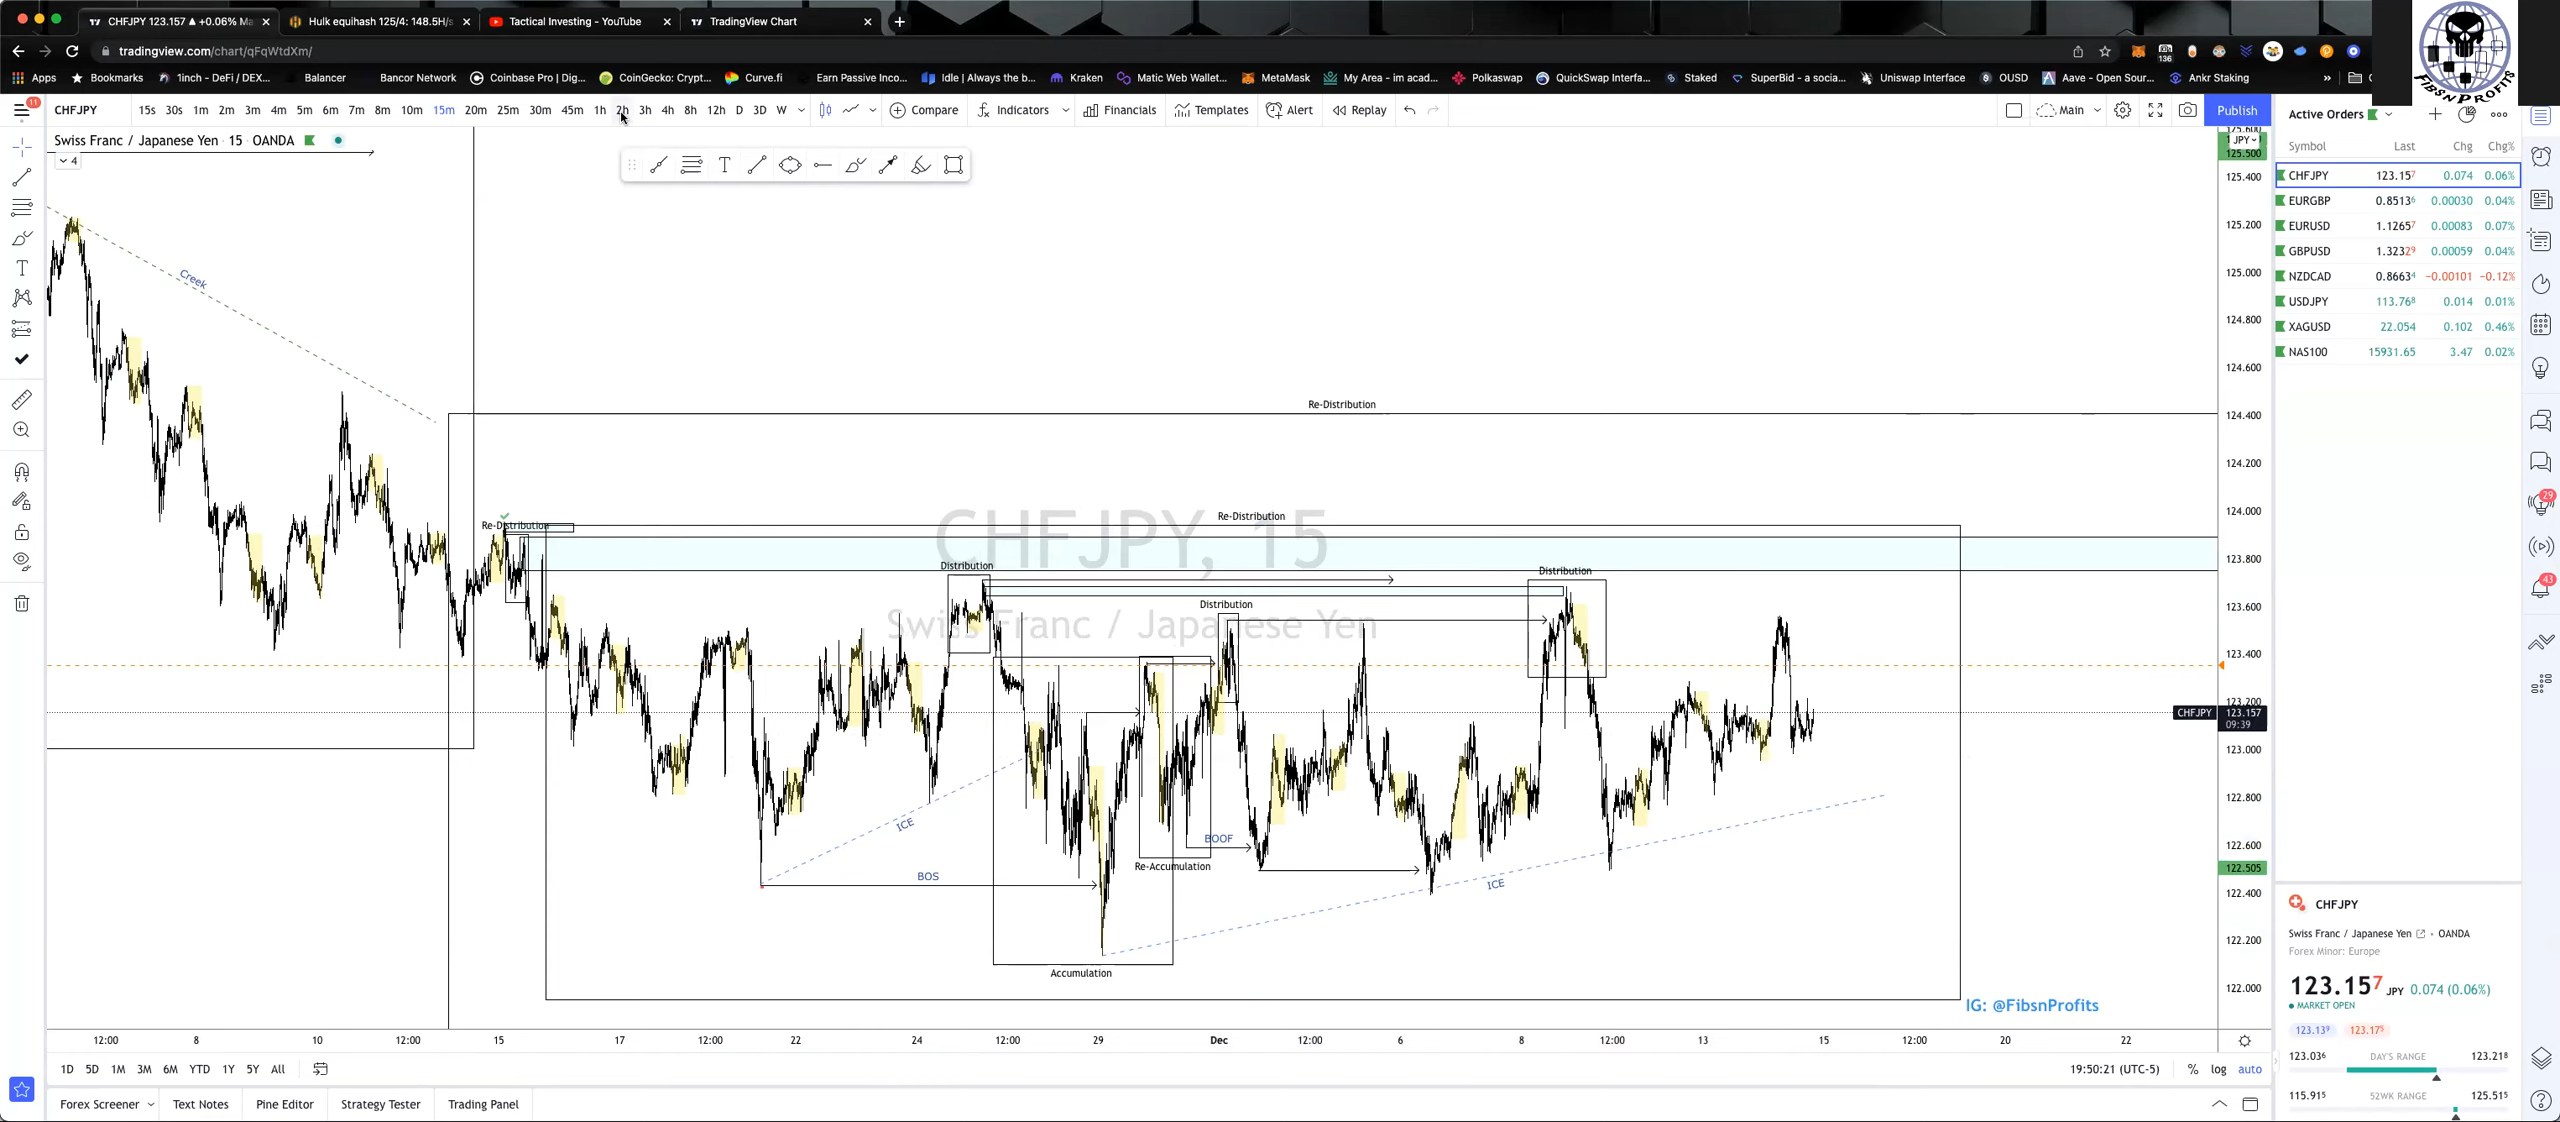 CHFJPY 123.157 ▲ +0.06% Ma
Hulk equihash 125/4: 148.5H/s
Tactical Investing - YouTube
TradingView Chart
tradingview.com/chart/qFqWtdXm/
Apps
Bookmarks
1inch - DeFi / DEX...
Balancer
Bancor Network
Coinbase Pro | Dig...
CoinGecko: Crypt...
Curve.fi
Earn Passive Inco...
Idle | Always the b...
Kraken
Matic Web Wallet...
MetaMask
My Area - im acad...
Polkaswap
QuickSwap Interfa...
Staked
SuperBid - a socia...
Uniswap Interface
OUSD
Aave - Open Sour...
Ankr Staking
FIBSNPROFITS
11
CHFJPY
15s 30s 1m 2m 3m 4m 5m 6m 7m 8m 10m 15m 20m 25m 30m 45m 1h 2h 3h 4h 8h 12h D 3D W
Compare
Indicators
Financials
Templates
Alert
Replay
Main
Publish
Swiss Franc / Japanese Yen · 15 · OANDA
4
Creek
Re-Distribution
Re-Distribution
Re-Distribution
CHFJPY, 15
Swiss Franc / Japanese Yen
Distribution
Distribution
Distribution
ICE
BOS
BOOF
Re-Accumulation
ICE
Accumulation
IG: @FibsnProfits
125.600
JPY
125.500
125.400
125.200
125.000
124.800
124.600
124.400
124.200
124.000
123.800
123.600
123.400
123.200
CHFJPY 123.157
09:39
123.000
122.800
122.600
122.505
122.400
122.200
122.000
12:00 8 10 12:00 15 17 12:00 22 24 12:00 29 Dec 12:00 6 8 12:00 13 15 12:00 20 22
1D 5D 1M 3M 6M YTD 1Y 5Y All
19:50:21 (UTC-5) % log auto
Forex Screener
Text Notes
Pine Editor
Strategy Tester
Trading Panel
Active Orders
Symbol Last Chg Chg%
CHFJPY 123.157 0.074 0.06%
EURGBP 0.85136 0.00030 0.04%
EURUSD 1.12657 0.00083 0.07%
GBPUSD 1.32329 0.00059 0.04%
NZDCAD 0.86634 −0.00101 −0.12%
USDJPY 113.768 0.014 0.01%
XAGUSD 22.054 0.102 0.46%
NAS100 15931.65 3.47 0.02%
29
43
CHFJPY
Swiss Franc / Japanese Yen • OANDA
Forex Minor: Europe
123.157 JPY 0.074 (0.06%)
MARKET OPEN
123.139 123.175
123.036 DAY'S RANGE 123.218
115.915 52WK RANGE 125.515